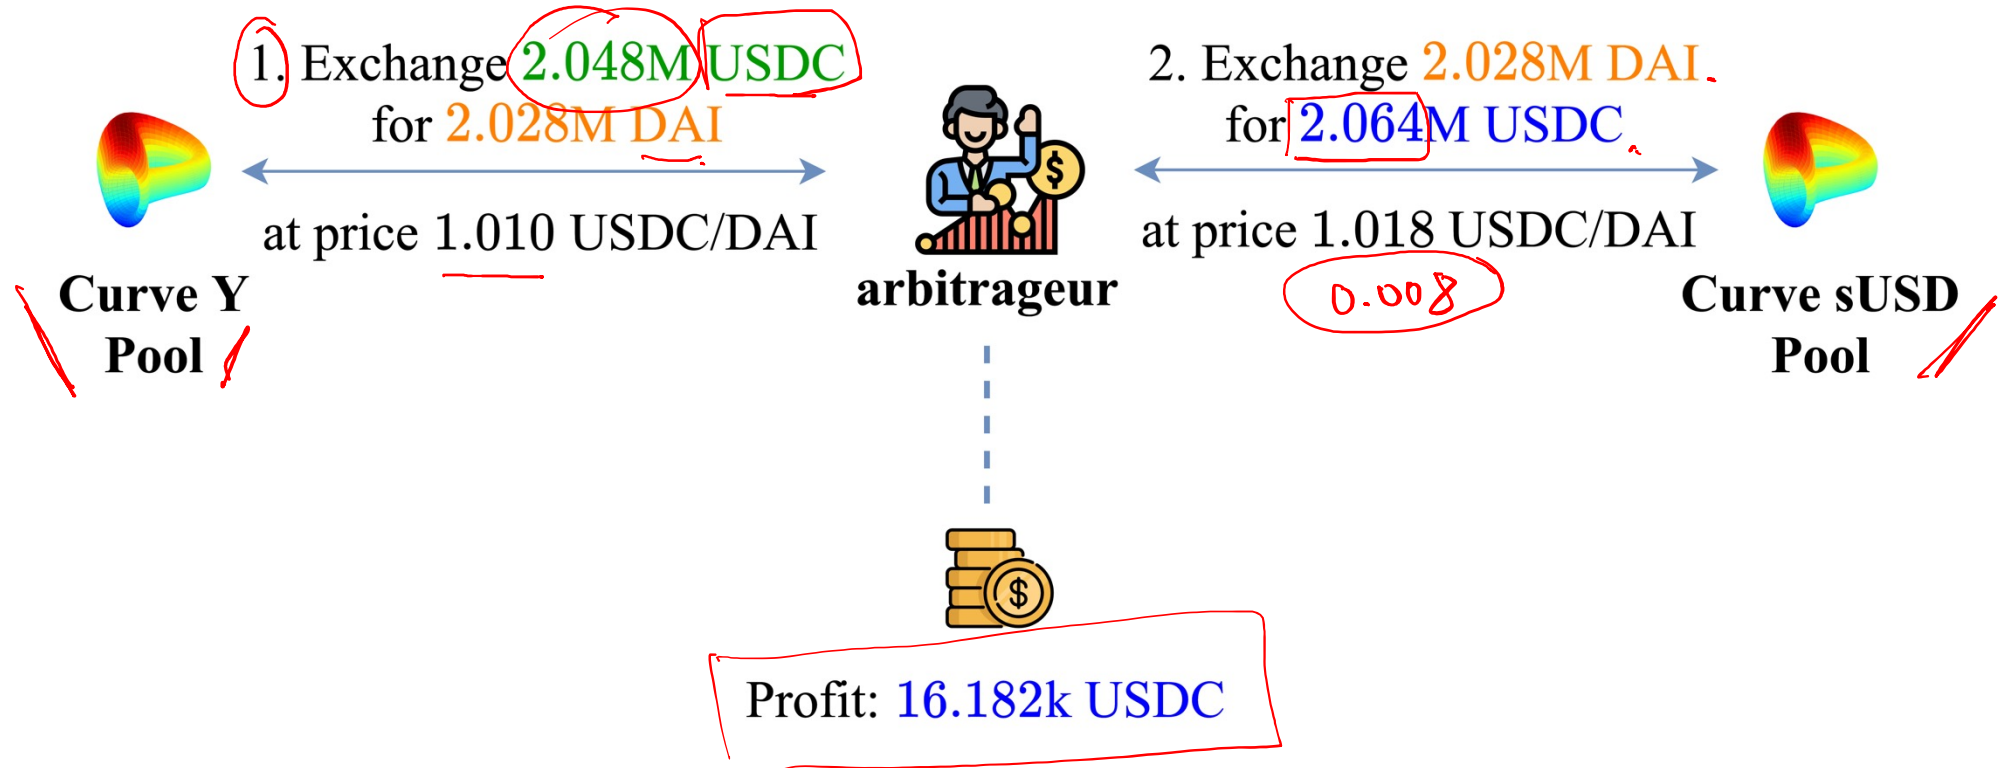 1. Exchange 2.048M USDC
for 2.028M DAI
at price 1.010 USDC/DAI
Curve Y
Pool
arbitrageur
2. Exchange 2.028M DAI
for 2.064M USDC
at price 1.018 USDC/DAI
0.008
Curve sUSD
Pool
$
$
Profit: 16.182k USDC